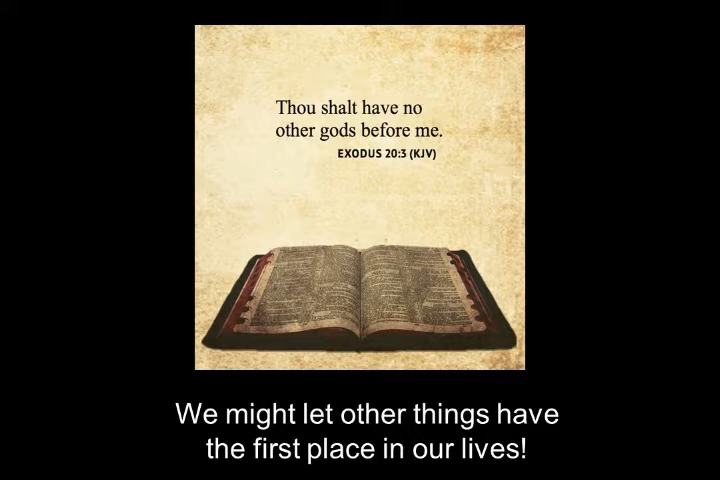 Thou shalt have no
other gods before me.
EXODUS 20:3 (KJV)
We might let other things have
the first place in our lives!